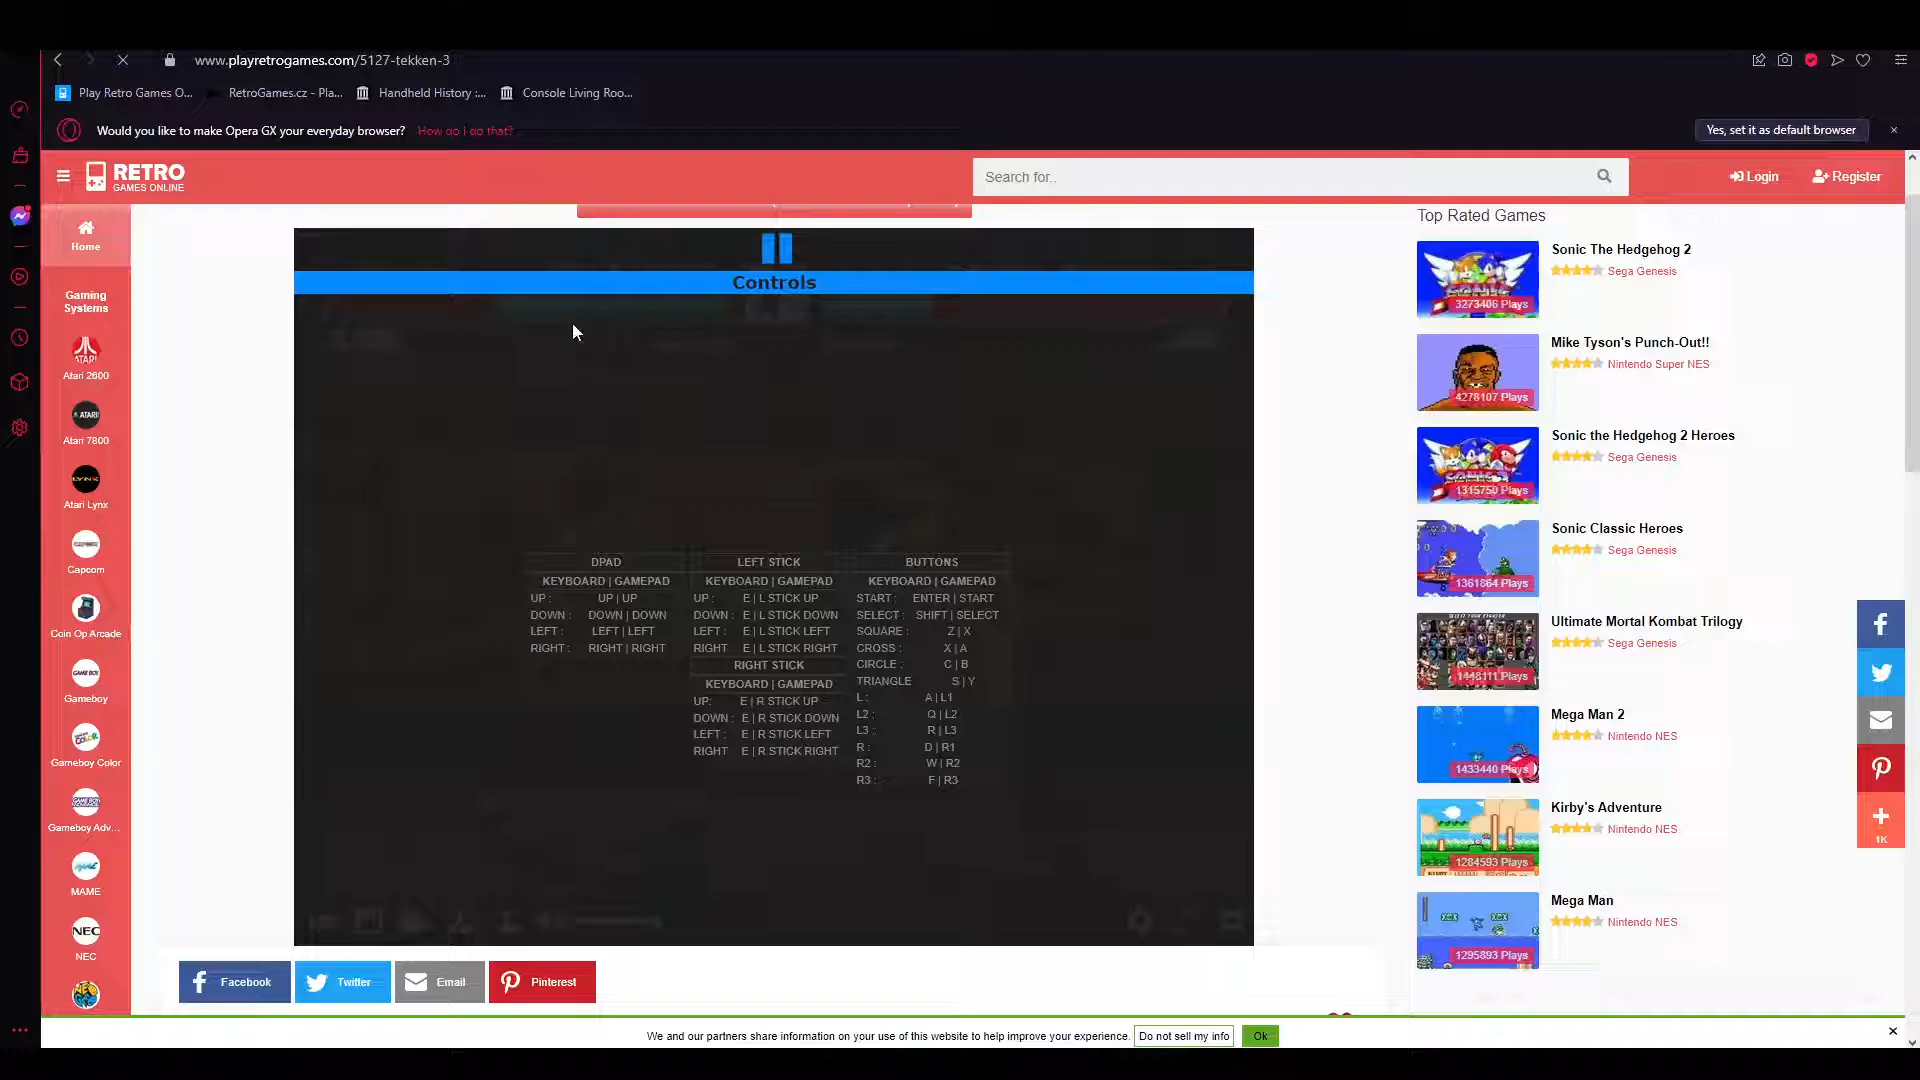 www.playretrogames.com/5127-tekken-3
Play Retro Games O...
RetroGames.cz - Pla...
Handheld History :...
Console Living Roo...
Would you like to make Opera GX your everyday browser? How do I do that?
Yes, set it as default browser
RETRO
GAMES ONLINE
Search for..
Login
Register
Home
Gaming
Systems
ATARI
Atari 2600
ATARI
Atari 7800
LYNX
Atari Lynx
Capcom
Coin Op Arcade
GAME BOY
Gameboy
Gameboy Color
Gameboy Adv...
MAME
NEC
NEC
Controls
DPAD
KEYBOARD | GAMEPAD
UP : UP | UP
DOWN : DOWN | DOWN
LEFT : LEFT | LEFT
RIGHT : RIGHT | RIGHT
LEFT STICK
KEYBOARD | GAMEPAD
UP : E | L STICK UP
DOWN : E | L STICK DOWN
LEFT : E | L STICK LEFT
RIGHT E | L STICK RIGHT
RIGHT STICK
KEYBOARD | GAMEPAD
UP: E | R STICK UP
DOWN : E | R STICK DOWN
LEFT : E | R STICK LEFT
RIGHT E | R STICK RIGHT
BUTTONS
KEYBOARD | GAMEPAD
START : ENTER | START
SELECT : SHIFT | SELECT
SQUARE : Z | X
CROSS : X | A
CIRCLE : C | B
TRIANGLE S | Y
L : A | L1
L2 : Q | L2
L3 : R | L3
R : D | R1
R2 : W | R2
R3 : F | R3
Top Rated Games
Sonic The Hedgehog 2
Sega Genesis
3273406 Plays
Mike Tyson's Punch-Out!!
Nintendo Super NES
4278107 Plays
Sonic the Hedgehog 2 Heroes
Sega Genesis
1315750 Plays
Sonic Classic Heroes
Sega Genesis
1361864 Plays
Ultimate Mortal Kombat Trilogy
Sega Genesis
1448111 Plays
Mega Man 2
Nintendo NES
1433440 Plays
Kirby's Adventure
Nintendo NES
1284593 Plays
Mega Man
Nintendo NES
1295893 Plays
1K
Facebook
Twitter
Email
Pinterest
We and our partners share information on your use of this website to help improve your experience. Do not sell my info Ok